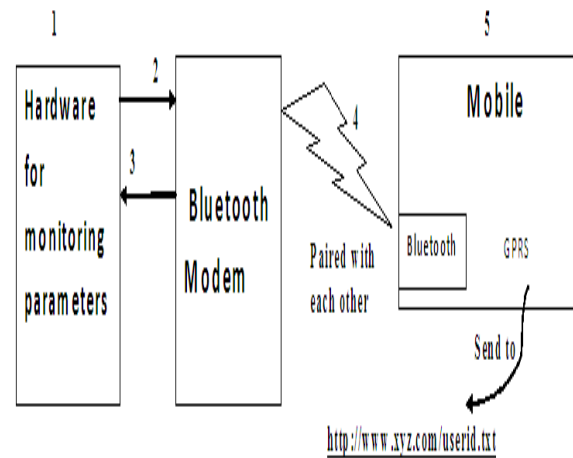 1
2
3
4
5
Hardware
for
monitoring
parameters
Bluetooth
Modem
Paired with
each other
Mobile
Bluetooth
GPRS
Send to
http://www.xyz.com/userid.txt